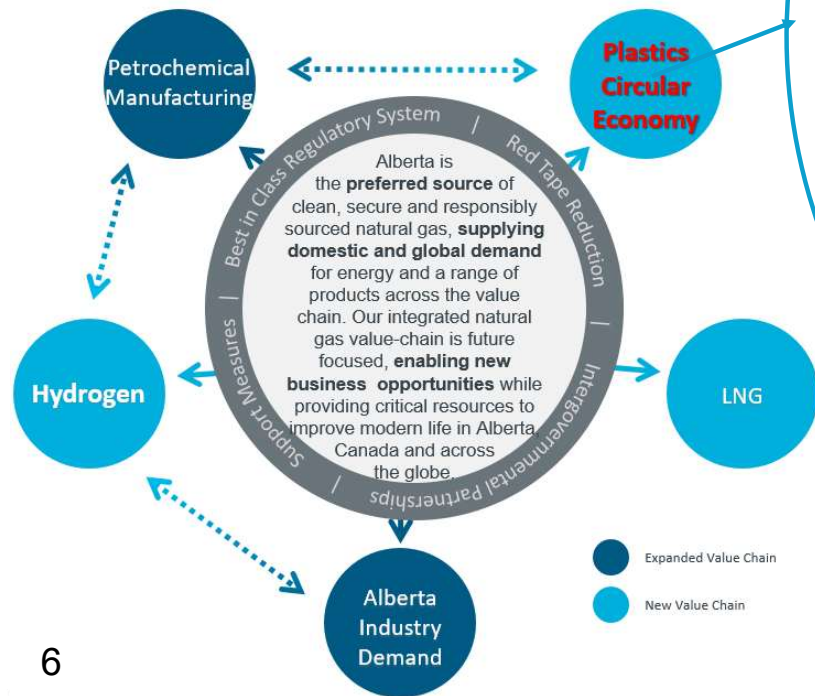 Petrochemical
Manufacturing
Plastics
Circular
Economy
Best in Class Regulatory System | Red Tape Reduction | Intergovernmental Partnerships | Support Measures |
Alberta is
the preferred source of
clean, secure and responsibly
sourced natural gas, supplying
domestic and global demand
for energy and a range of
products across the value
chain. Our integrated natural
gas value-chain is future
focused, enabling new
business opportunities while
providing critical resources to
improve modern life in Alberta,
Canada and across
the globe.
Hydrogen
LNG
Alberta
Industry
Demand
Expanded Value Chain
New Value Chain
6